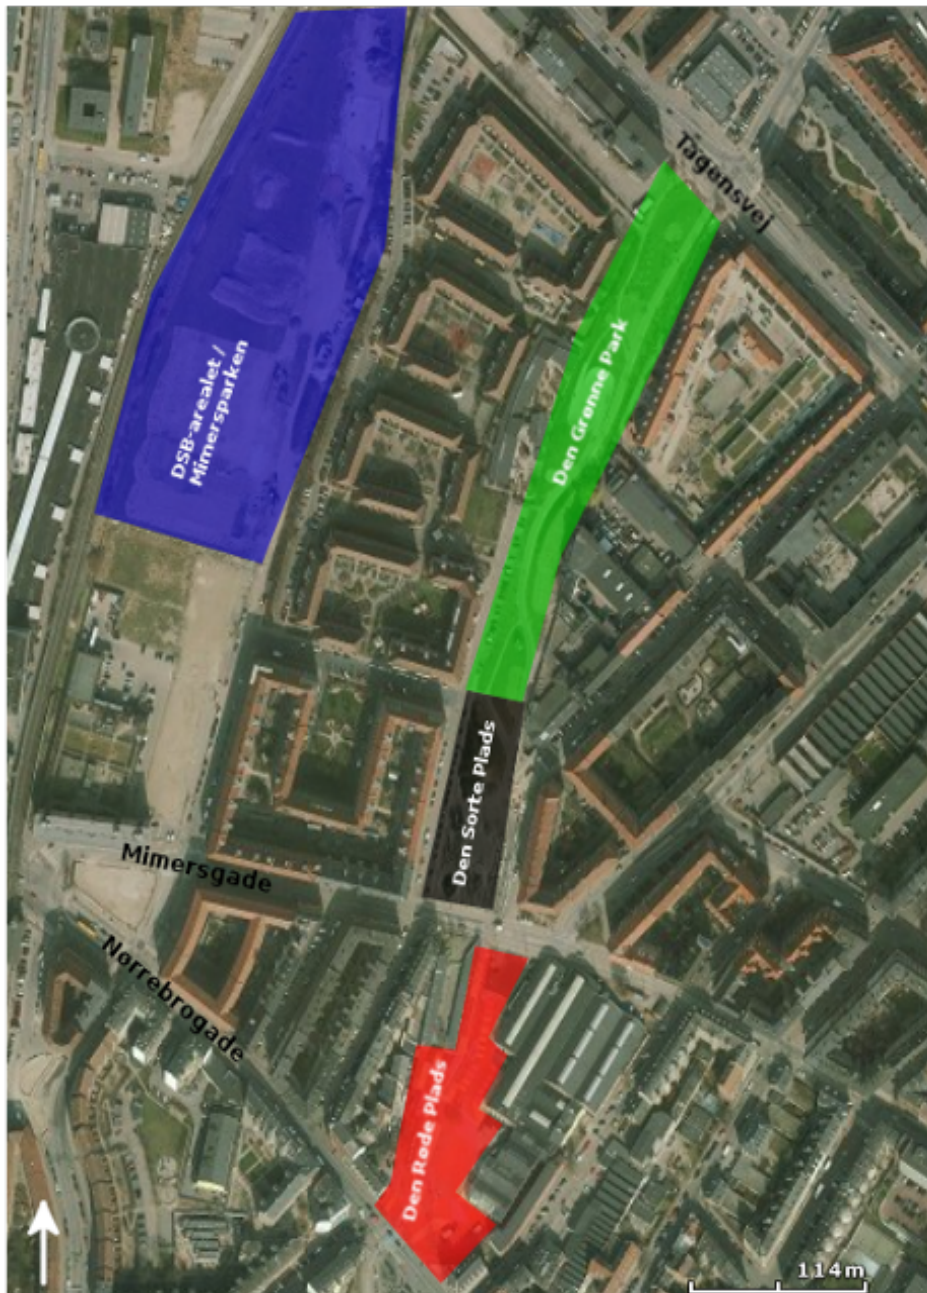 Tagensvej
DSB-arealet /
Mimersparken
Den Grønne Park
Den Sorte Plads
Mimersgade
Nørrebrogade
Den Røde Plads
114m